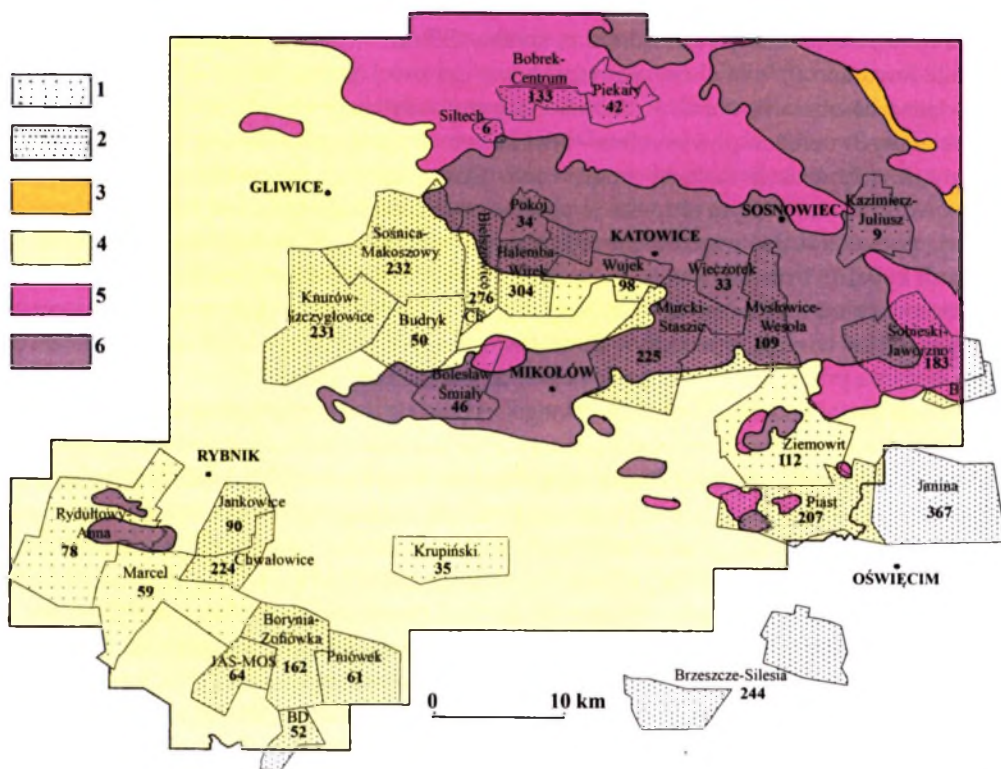 1
2
3
4
5
6
Bobrek-
Centrum
133
Piekary
42
Siltech
6
GLIWICE
Pokój
34
SOSNOWIEC
Kazimierz-
Juliusz
9
Sośnica-
Makoszowy
232
Bielszowice
276
Halemba-
Wirek
304
KATOWICE
Wujek
98
Wieczorek
33
Knurów-
Szczygłowice
231
Budryk
50
Murcki-
Staszic
225
Mysłowice-
Wesoła
109
Sobieski-
Jaworzno
183
B
Bolesław
Śmiały
46
MIKOŁÓW
Ziemowit
112
Janina
367
Piast
207
OŚWIĘCIM
RYBNIK
Rydułtowy-
Anna
78
Jankowice
90
Chwałowice
224
Marcel
59
Krupiński
35
Borynia-
Zofiówka
162
JAS-MOS
64
Pniówek
61
BD
52
0
10 km
Brzeszcze-Silesia
244